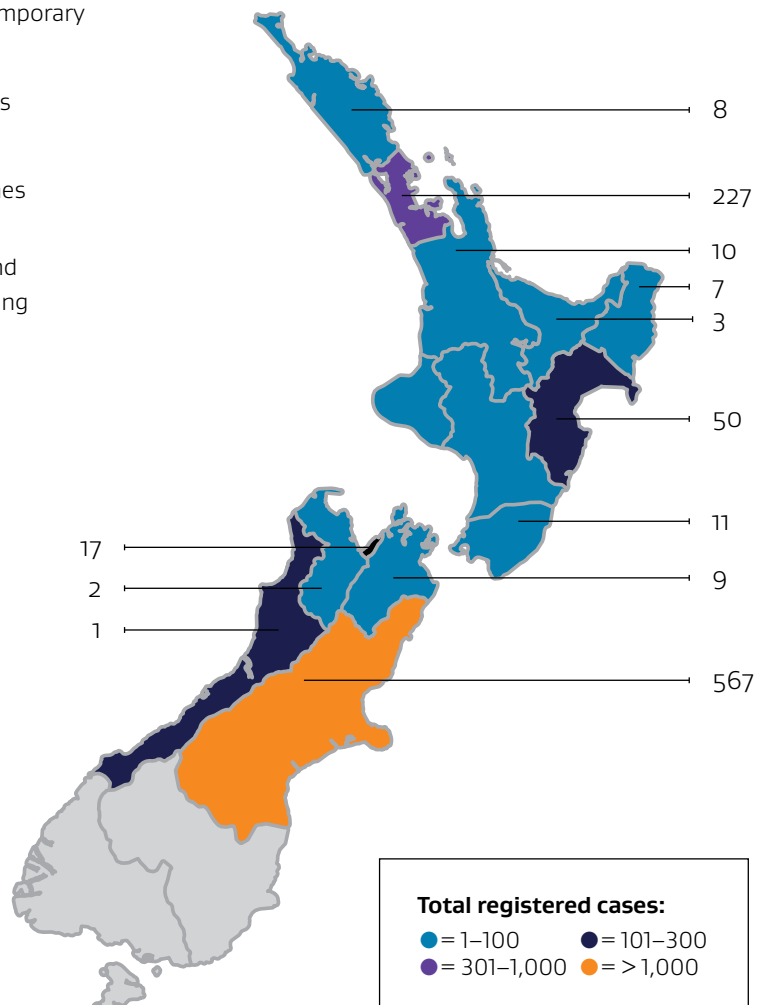 mporary
s
nes
nd
ng
8
227
10
7
3
50
11
17
9
2
1
567
Total registered cases:
= 1–100
= 101–300
= 301–1,000
= > 1,000